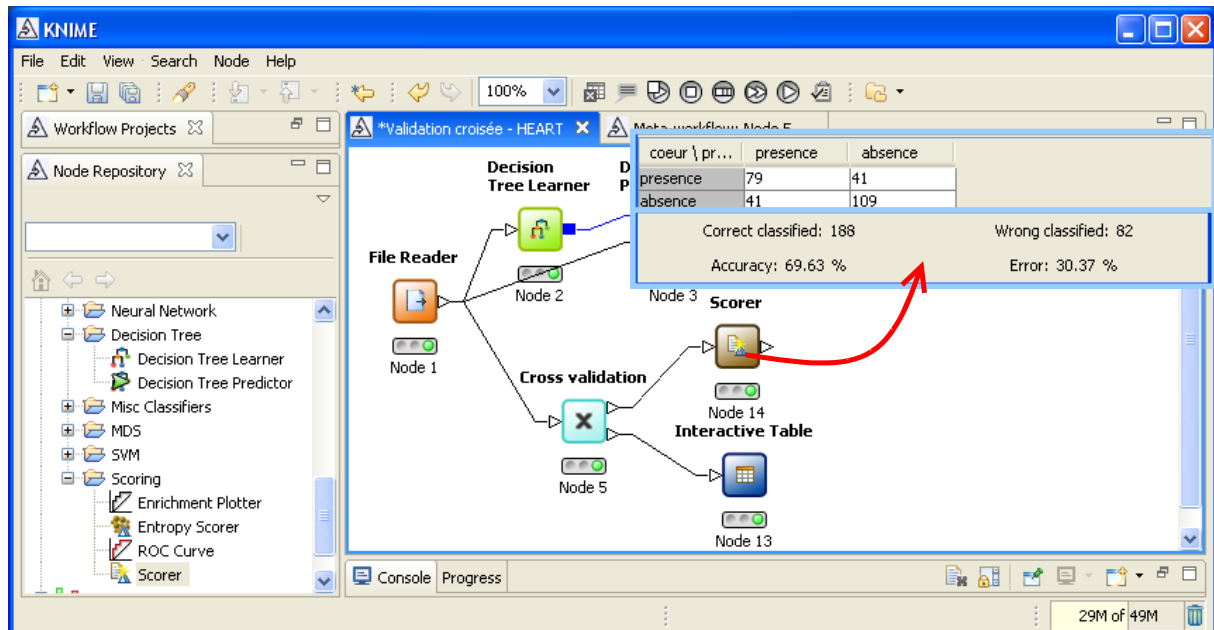 KNIME
File Edit View Search Node Help
100%
Workflow Projects
*Validation croisée - HEART
Meta-workflow: Node 5
Node Repository
coeur \ pr... presence absence
presence 79 41
absence 41 109
Correct classified: 188 Wrong classified: 82
Accuracy: 69.63 % Error: 30.37 %
Decision
Tree Learner
D
P
File Reader
Node 2
Node 3
Scorer
Node 1
Cross validation
Node 14
Interactive Table
Node 5
Node 13
Neural Network
Decision Tree
Decision Tree Learner
Decision Tree Predictor
Misc Classifiers
MDS
SVM
Scoring
Enrichment Plotter
Entropy Scorer
ROC Curve
Scorer
Console Progress
29M of 49M